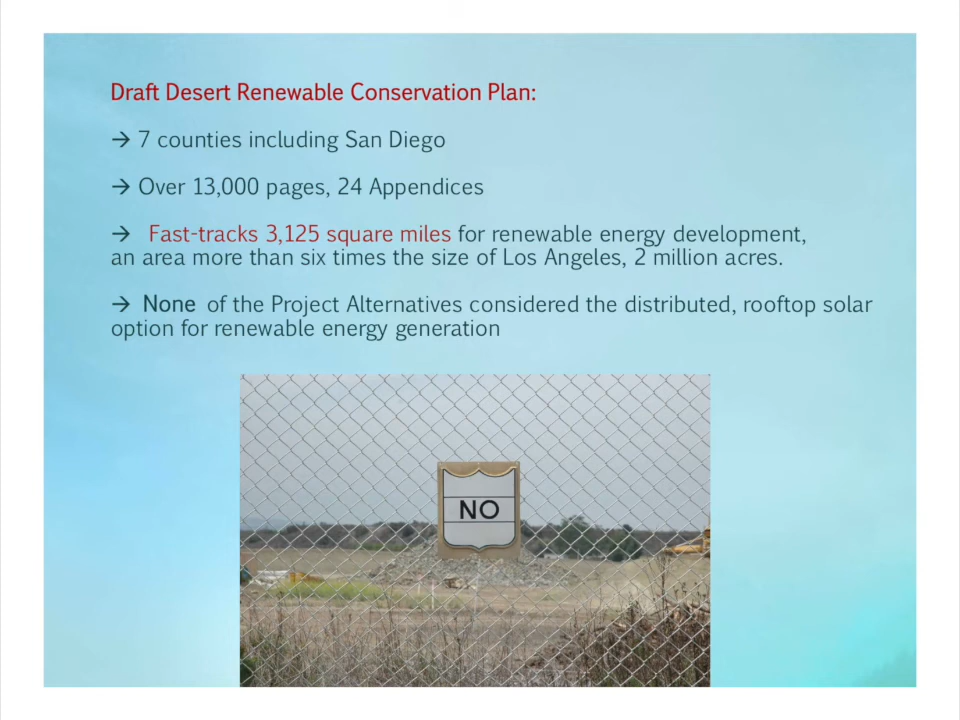 Draft Desert Renewable Conservation Plan:
→ 7 counties including San Diego
→ Over 13,000 pages, 24 Appendices
→ Fast-tracks 3,125 square miles for renewable energy development,
an area more than six times the size of Los Angeles, 2 million acres.
→ None of the Project Alternatives considered the distributed, rooftop solar
option for renewable energy generation
NO